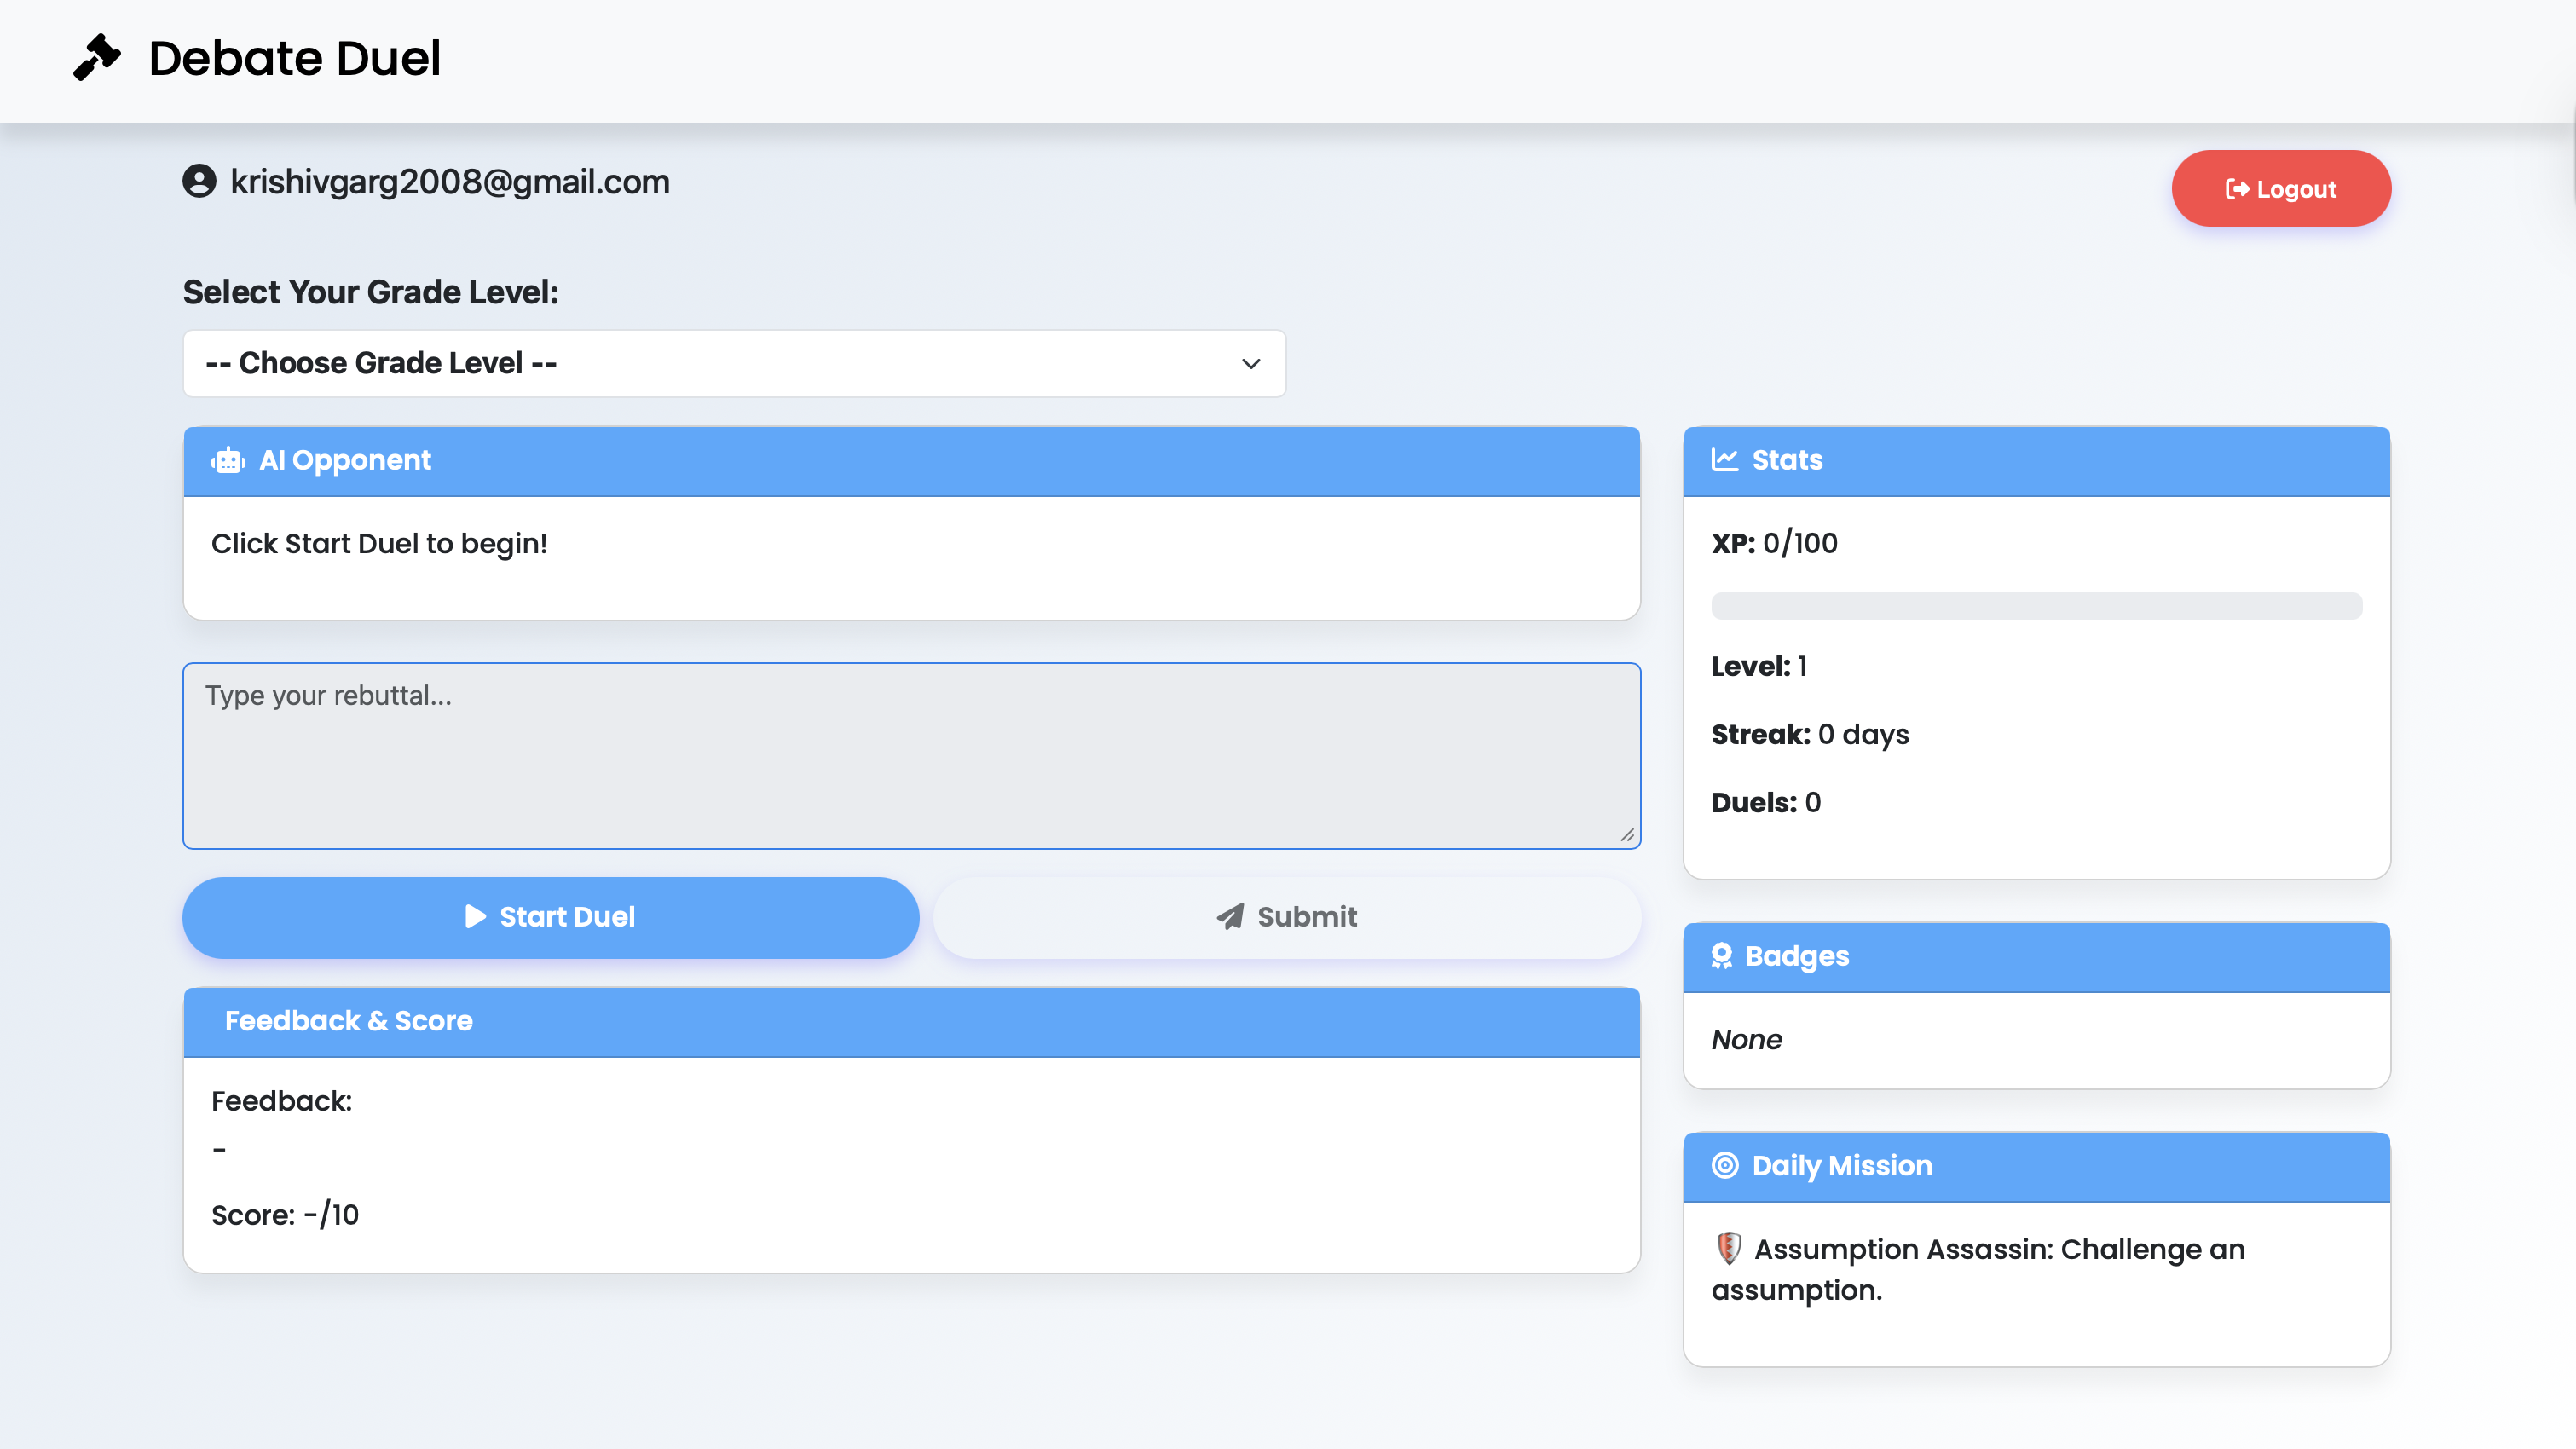 Debate Duel
krishivgarg2008@gmail.com
Logout
Select Your Grade Level:
-- Choose Grade Level --
AI Opponent
Click Start Duel to begin!
Type your rebuttal...
Start Duel
Submit
Feedback & Score
Feedback:
-
Score: -/10
Stats
XP: 0/100
Level: 1
Streak: 0 days
Duels: 0
Badges
None
Daily Mission
Assumption Assassin: Challenge an
assumption.